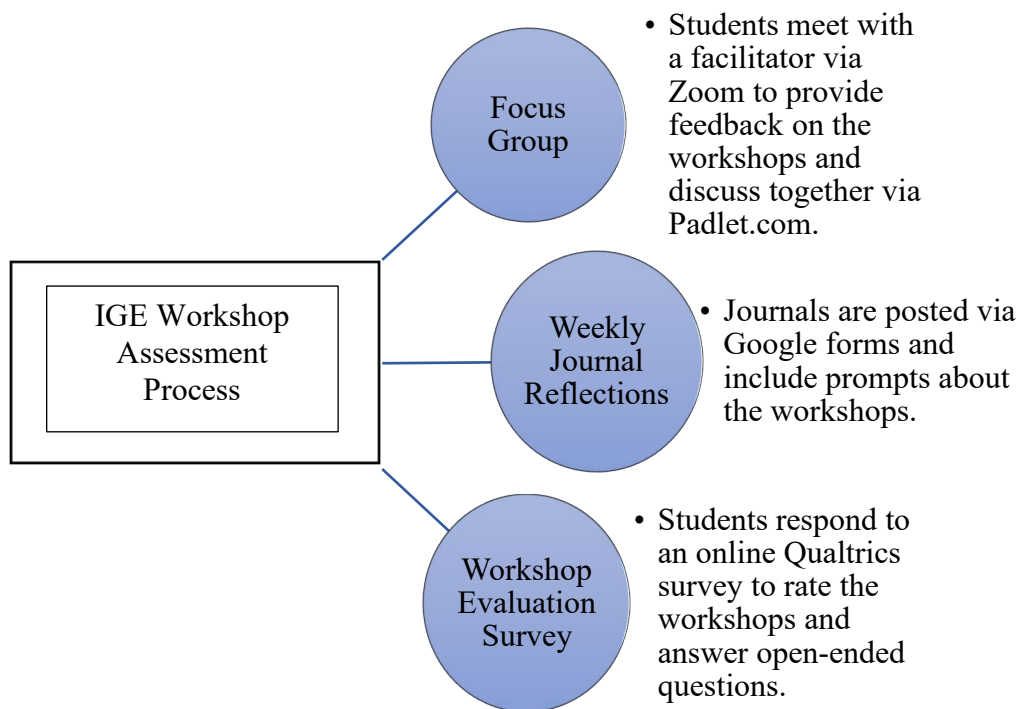 IGE Workshop
Assessment
Process
Focus
Group
• Students meet with
a facilitator via
Zoom to provide
feedback on the
workshops and
discuss together via
Padlet.com.
Weekly
Journal
Reflections
• Journals are posted via
Google forms and
include prompts about
the workshops.
Workshop
Evaluation
Survey
• Students respond to
an online Qualtrics
survey to rate the
workshops and
answer open-ended
questions.